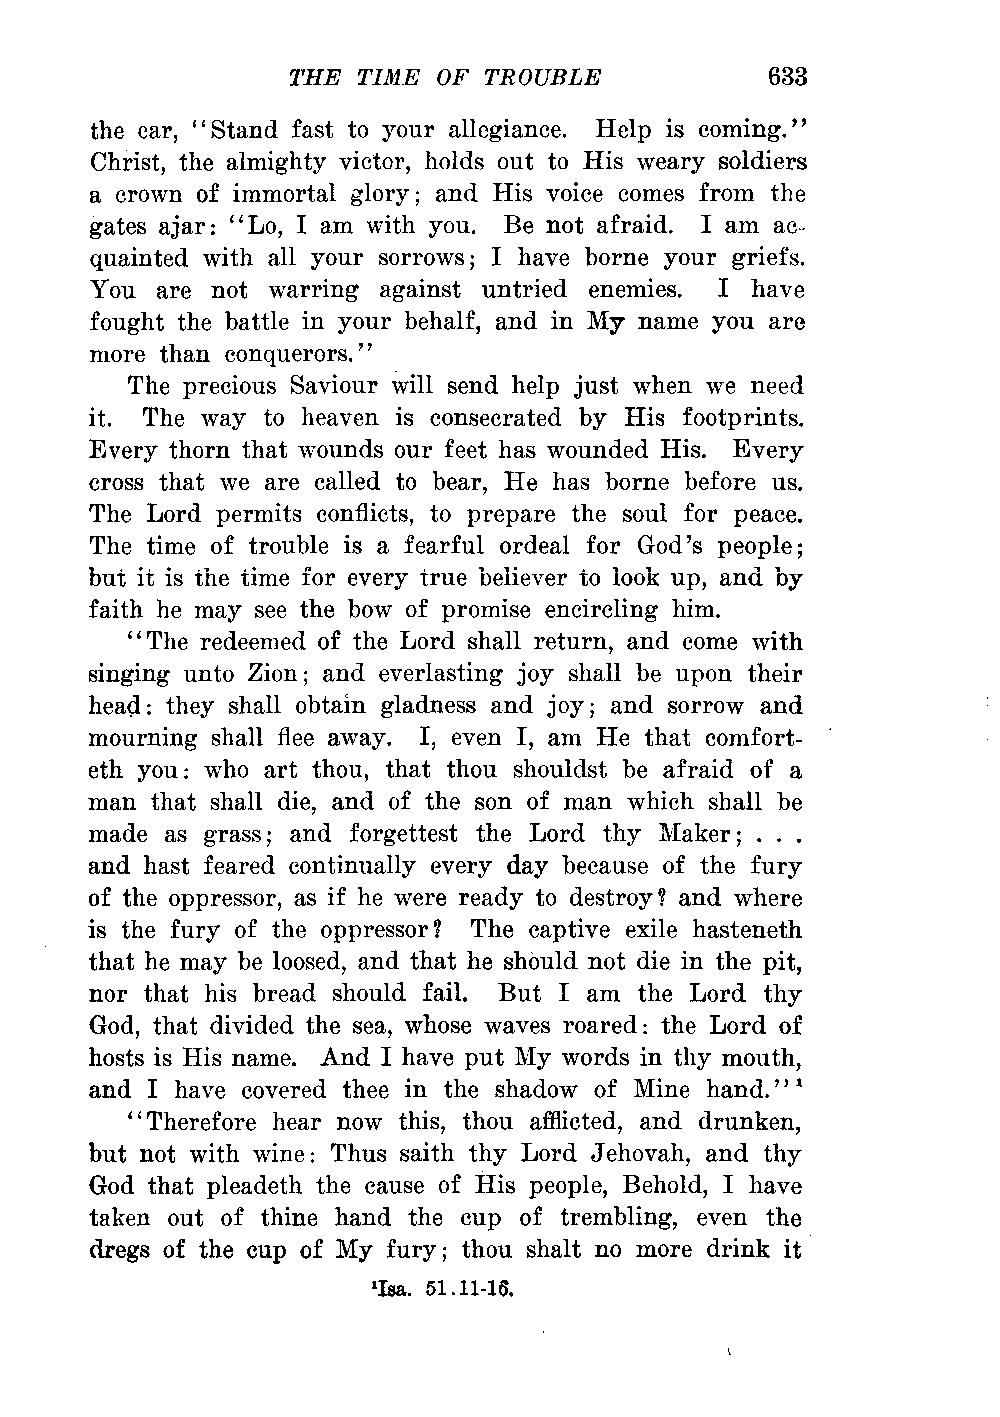 THE TIME OF TROUBLE 633
the ear, "Stand fast to your allegiance. Help is coming."
Christ, the almighty victor, holds out to His weary soldiers
a crown of immortal glory; and His voice comes from the
gates ajar: "Lo, I am with you. Be not afraid. I am ac-
quainted with all your sorrows; I have borne your griefs.
You are not warring against untried enemies. I have
fought the battle in your behalf, and in My name you are
more than conquerors."
The precious Saviour will send help just when we need
it. The way to heaven is consecrated by His footprints.
Every thorn that wounds our feet has wounded His. Every
cross that we are called to bear, He has borne before us.
The Lord permits conflicts, to prepare the soul for peace.
The time of trouble is a fearful ordeal for God's people;
but it is the time for every true believer to look up, and by
faith he may see the bow of promise encircling him.
"The redeemed of the Lord shall return, and come with
singing unto Zion; and everlasting joy shall be upon their
head: they shall obtain gladness and joy; and sorrow and
mourning shall flee away. I, even I, am He that comfort-
eth you: who art thou, that thou shouldst be afraid of a
man that shall die, and of the son of man which shall be
made as grass; and forgettest the Lord thy Maker; . . .
and hast feared continually every day because of the fury
of the oppressor, as if he were ready to destroy? and where
is the fury of the oppressor? The captive exile hasteneth
that he may be loosed, and that he should not die in the pit,
nor that his bread should fail. But I am the Lord thy
God, that divided the sea, whose waves roared: the Lord of
hosts is His name. And I have put My words in thy mouth,
and I have covered thee in the shadow of Mine hand."¹
"Therefore hear now this, thou afflicted, and drunken,
but not with wine: Thus saith thy Lord Jehovah, and thy
God that pleadeth the cause of His people, Behold, I have
taken out of thine hand the cup of trembling, even the
dregs of the cup of My fury; thou shalt no more drink it
¹Isa. 51.11-16.